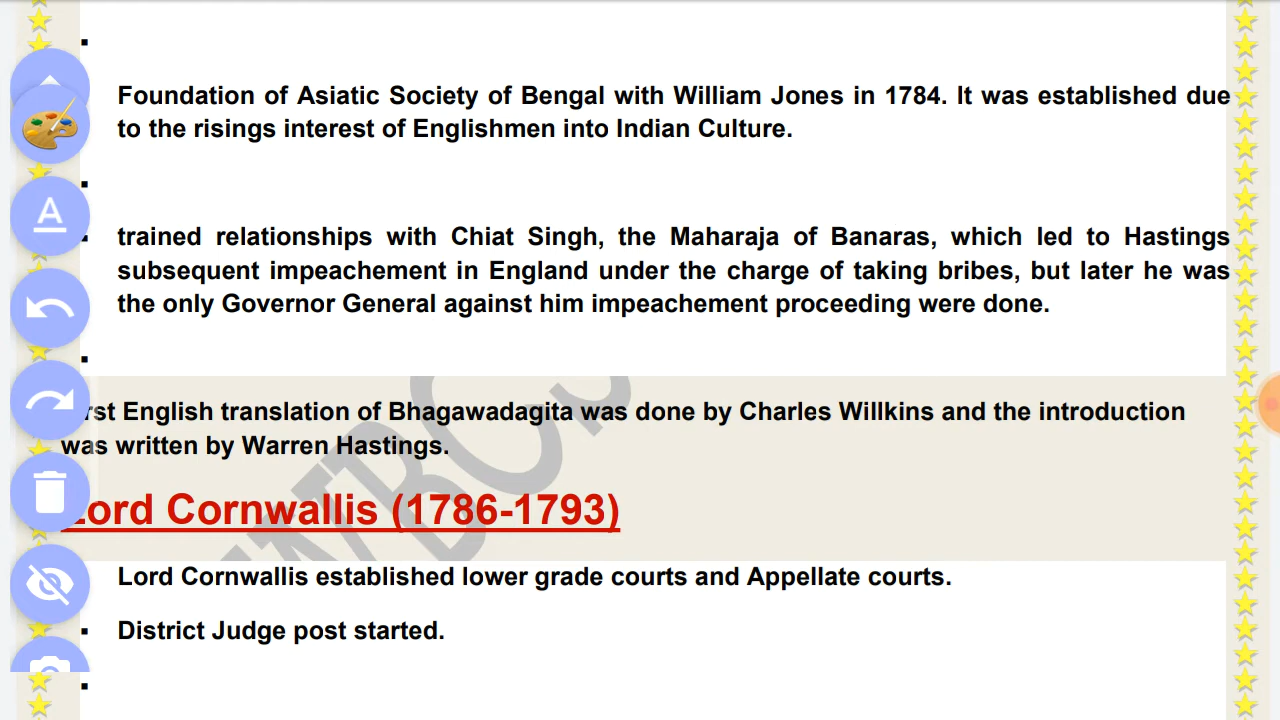 Foundation of Asiatic Society of Bengal with William Jones in 1784. It was established due
to the risings interest of Englishmen into Indian Culture.
trained relationships with Chiat Singh, the Maharaja of Banaras, which led to Hastings
subsequent impeachement in England under the charge of taking bribes, but later he was
the only Governor General against him impeachement proceeding were done.
rst English translation of Bhagawadagita was done by Charles Willkins and the introduction
was written by Warren Hastings.
Lord Cornwallis (1786-1793)
Lord Cornwallis established lower grade courts and Appellate courts.
District Judge post started.